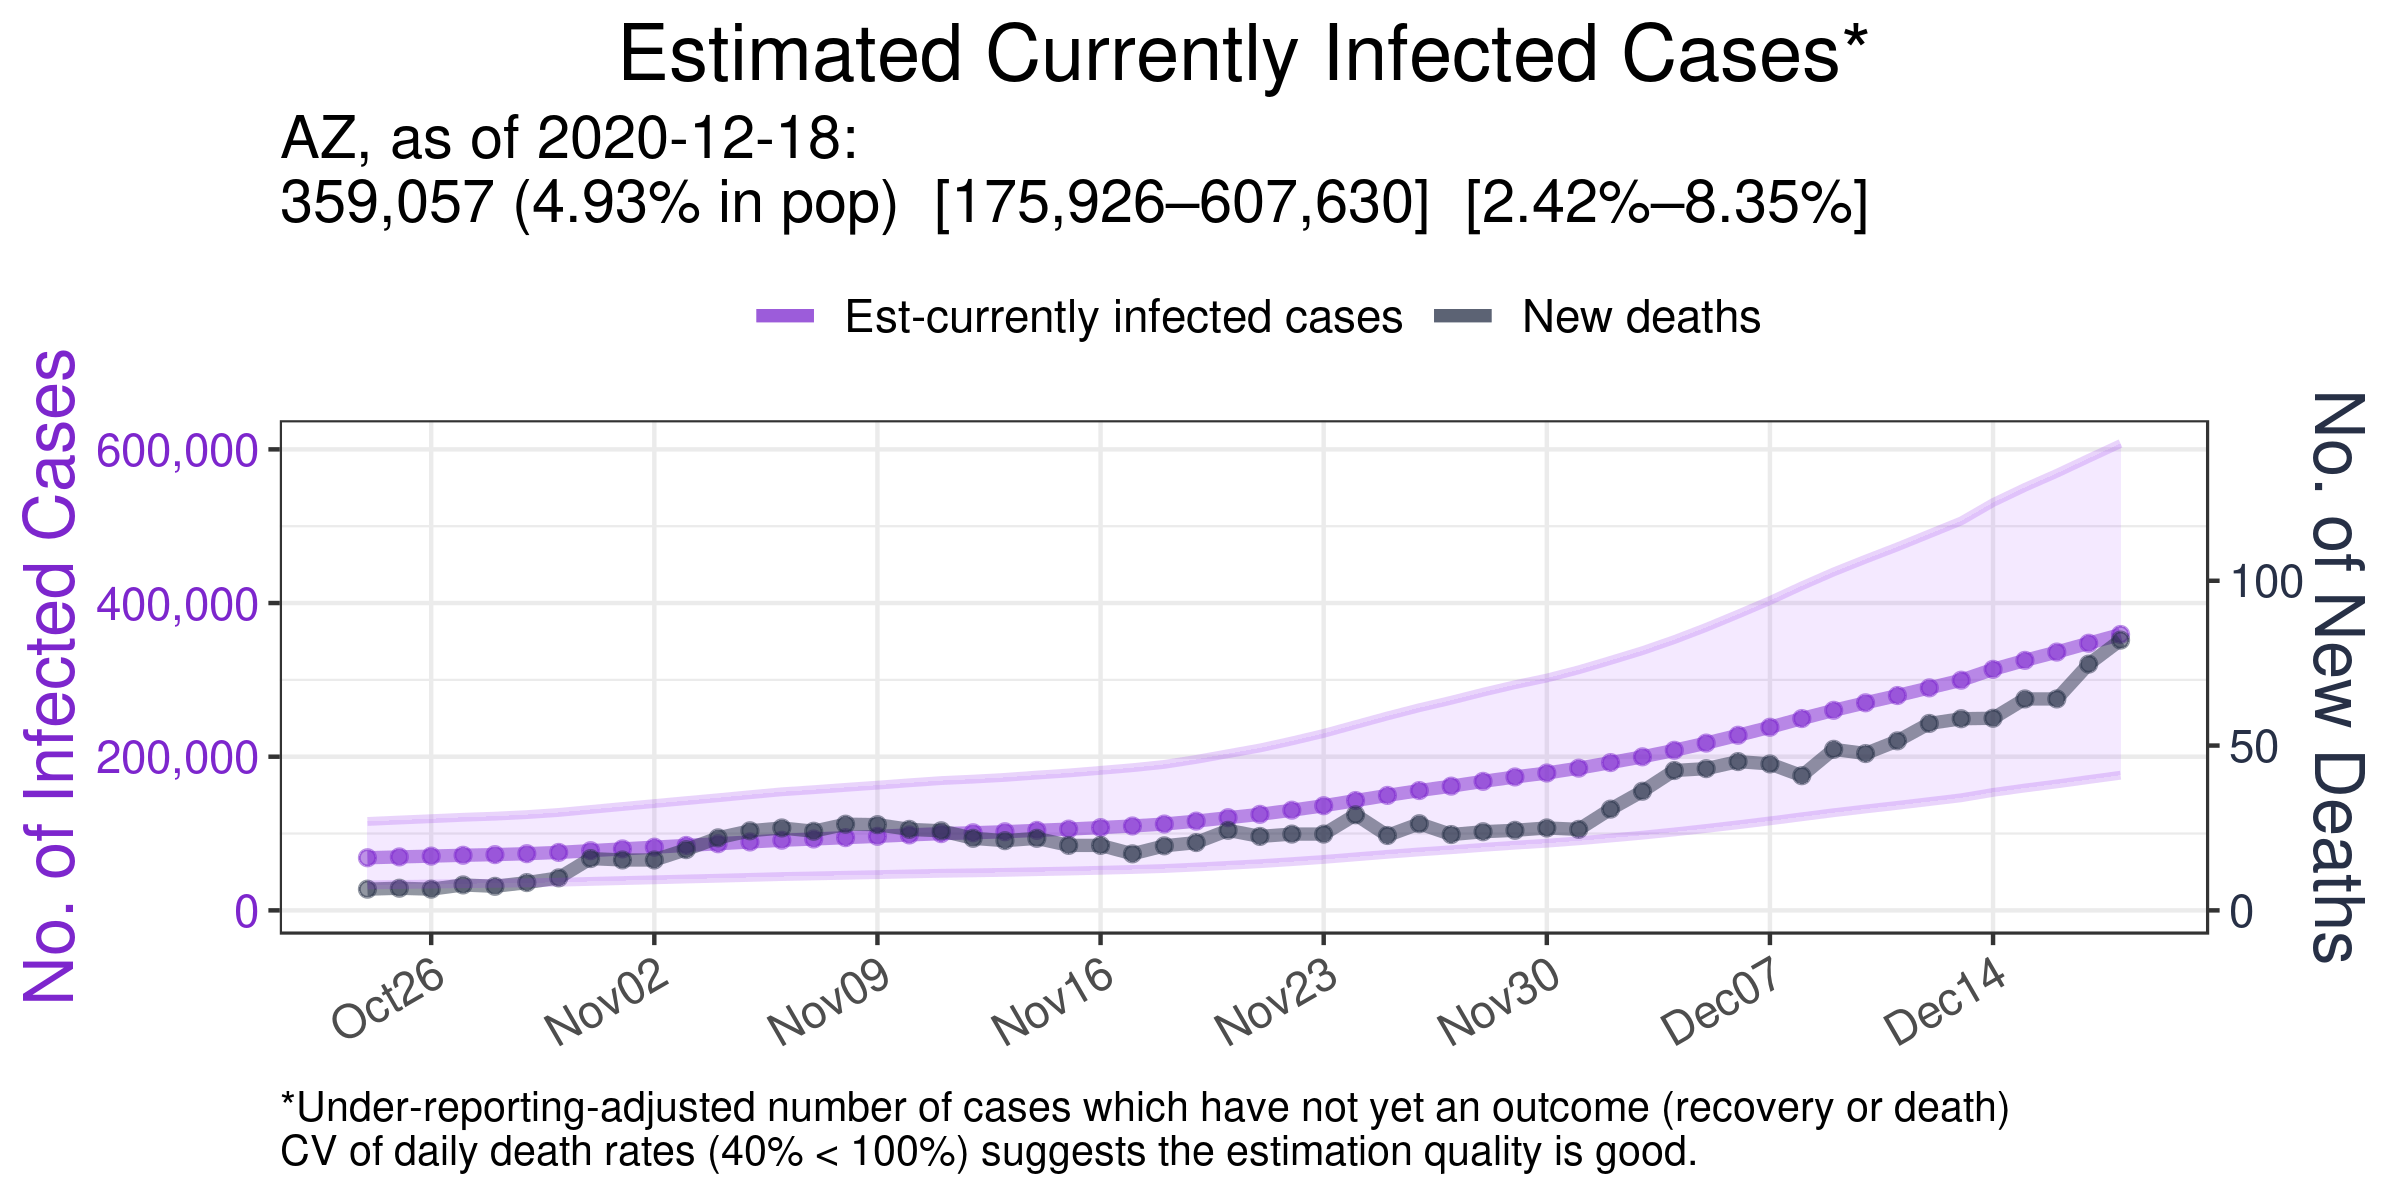 Estimated Currently Infected Cases*
AZ, as of 2020-12-18:
359,057 (4.93% in pop)  [175,926–607,630]  [2.42%–8.35%]
Est-currently infected cases
New deaths
No. of Infected Cases
600,000
400,000
200,000
0
No. of New Deaths
100
50
0
Oct26
Nov02
Nov09
Nov16
Nov23
Nov30
Dec07
Dec14
*Under-reporting-adjusted number of cases which have not yet an outcome (recovery or death)
CV of daily death rates (40% < 100%) suggests the estimation quality is good.